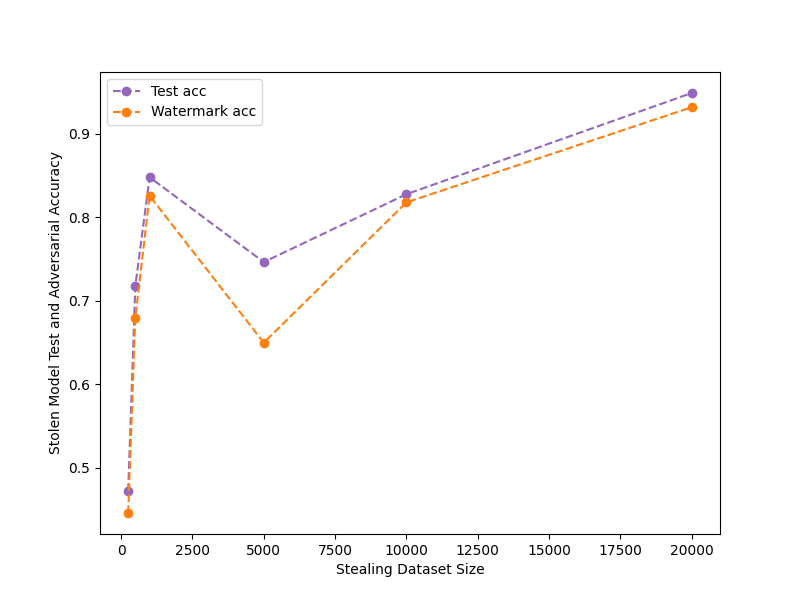 Test acc
Watermark acc
Stolen Model Test and Adversarial Accuracy
0.9
0.8
0.7
0.6
0.5
0 2500 5000 7500 10000 12500 15000 17500 20000
Stealing Dataset Size